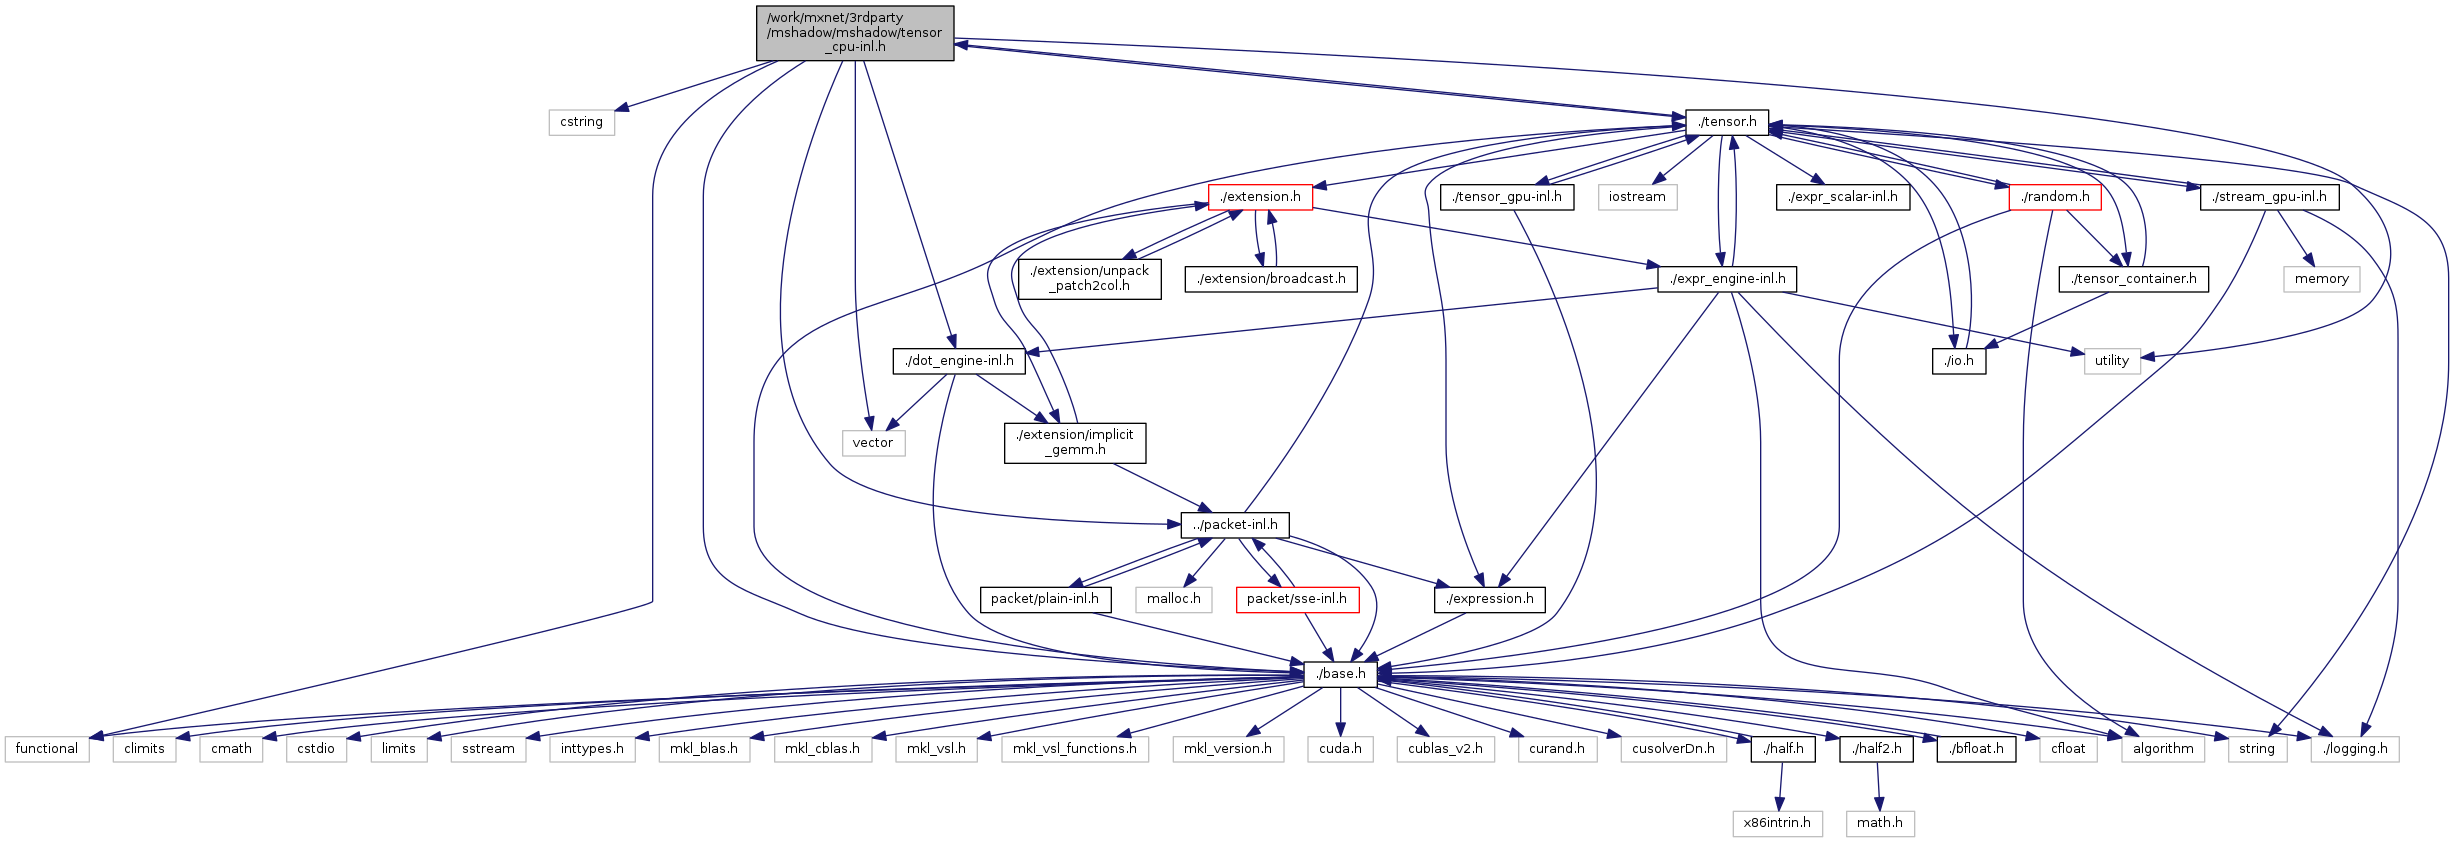 /work/mxnet/3rdparty
/mshadow/mshadow/tensor
_cpu-inl.h
cstring
./tensor.h
./extension.h
./tensor_gpu-inl.h
iostream
./expr_scalar-inl.h
./random.h
./stream_gpu-inl.h
./extension/unpack
_patch2col.h
./extension/broadcast.h
./expr_engine-inl.h
./tensor_container.h
memory
./dot_engine-inl.h
./io.h
utility
vector
./extension/implicit
_gemm.h
../packet-inl.h
packet/plain-inl.h
malloc.h
packet/sse-inl.h
./expression.h
./base.h
functional
climits
cmath
cstdio
limits
sstream
inttypes.h
mkl_blas.h
mkl_cblas.h
mkl_vsl.h
mkl_vsl_functions.h
mkl_version.h
cuda.h
cublas_v2.h
curand.h
cusolverDn.h
./half.h
./half2.h
./bfloat.h
cfloat
algorithm
string
./logging.h
x86intrin.h
math.h